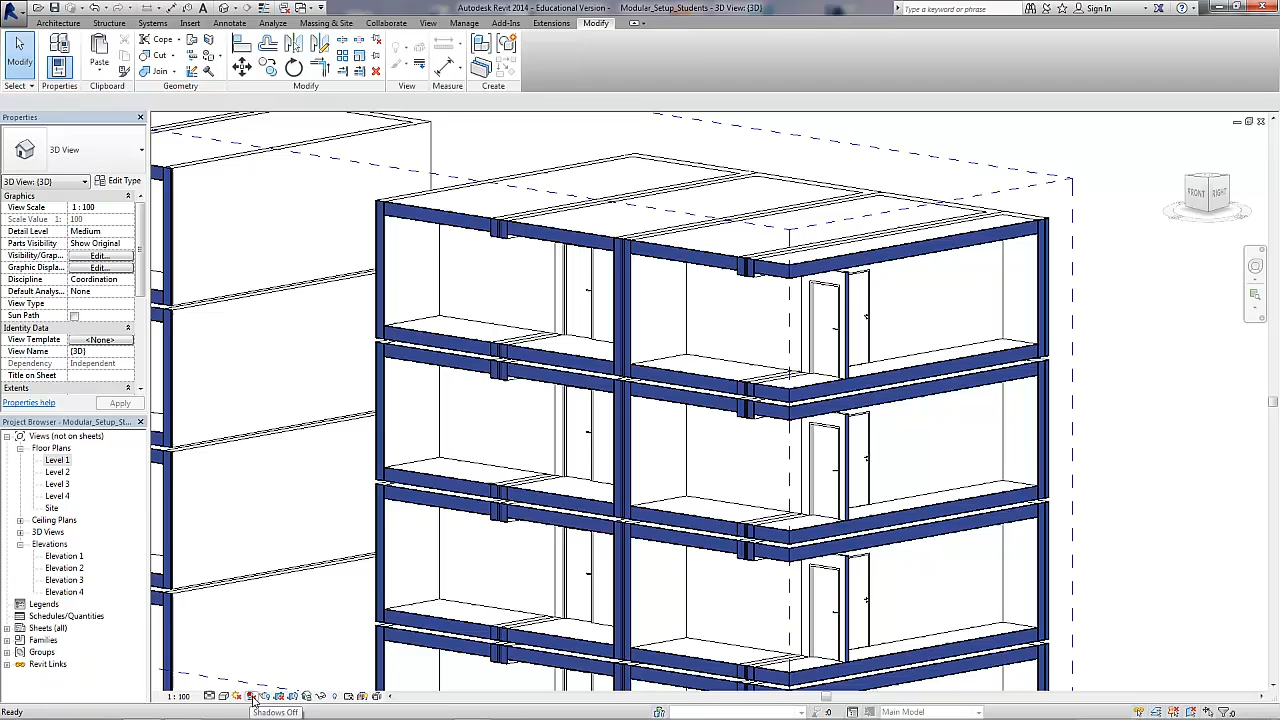 Autodesk Revit 2014 - Educational Version - Modular_Setup_Students - 3D View: {3D}
Type a keyword or phrase
Sign In
Architecture Structure Systems Insert Annotate Analyze Massing & Site Collaborate View Manage Add-Ins Extensions Modify
Modify
Paste
Cope
Cut
Join
Select Properties Clipboard Geometry Modify View Measure Create
Properties
3D View
3D View: {3D}
Edit Type
Graphics
View Scale 1 : 100
Scale Value 1: 100
Detail Level Medium
Parts Visibility Show Original
Visibility/Grap... Edit...
Graphic Displa... Edit...
Discipline Coordination
Default Analys... None
View Type
Sun Path
Identity Data
View Template <None>
View Name {3D}
Dependency Independent
Title on Sheet
Extents
Properties help
Apply
Project Browser - Modular_Setup_St...
Views (not on sheets)
Floor Plans
Level 1
Level 2
Level 3
Level 4
Site
Ceiling Plans
3D Views
Elevations
Elevation 1
Elevation 2
Elevation 3
Elevation 4
Legends
Schedules/Quantities
Sheets (all)
Families
Groups
Revit Links
FRONT RIGHT
1 : 100
Shadows Off
Ready
:0
Main Model
:0